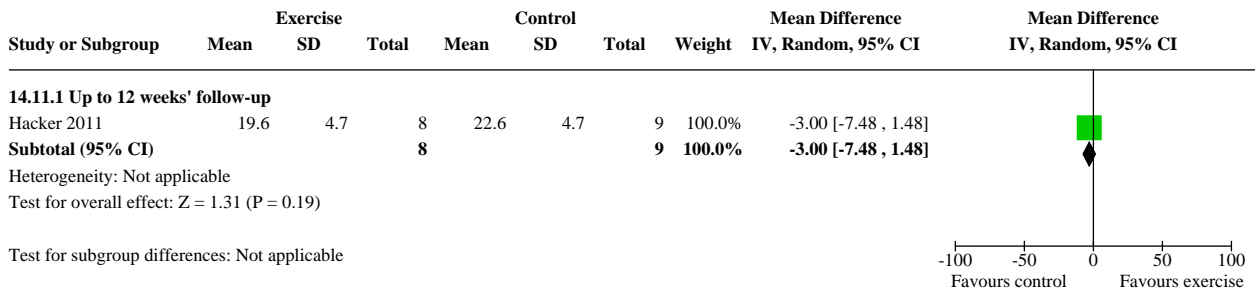 Exercise Control Mean Difference Mean Difference
Study or Subgroup Mean SD Total Mean SD Total Weight IV, Random, 95% CI IV, Random, 95% CI
14.11.1 Up to 12 weeks' follow-up
Hacker 2011 19.6 4.7 8 22.6 4.7 9 100.0% -3.00 [-7.48 , 1.48]
Subtotal (95% CI) 8 9 100.0% -3.00 [-7.48 , 1.48]
Heterogeneity: Not applicable
Test for overall effect: Z = 1.31 (P = 0.19)
Test for subgroup differences: Not applicable
-100 -50 0 50 100
Favours control Favours exercise